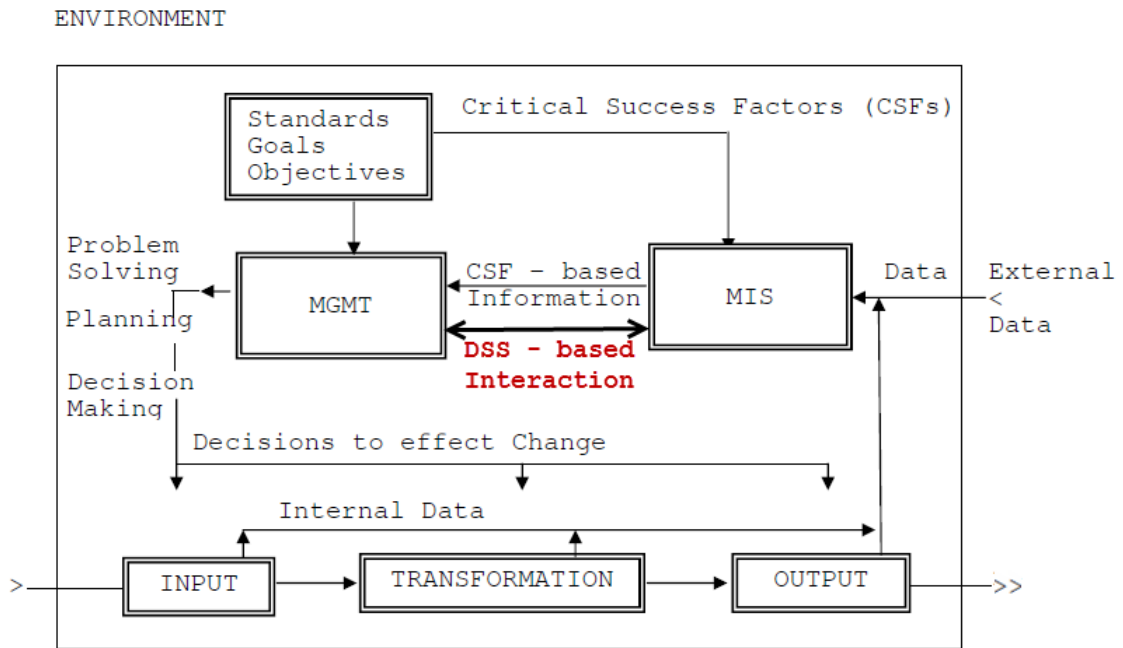 ENVIRONMENT
Critical Success Factors (CSFs)
Standards
Goals
Objectives
Problem
Solving
Planning
Decision
Making
MGMT
CSF - based
Information
DSS - based
Interaction
MIS
Data
External
<
Data
Decisions to effect Change
Internal Data
>
INPUT
TRANSFORMATION
OUTPUT
>>